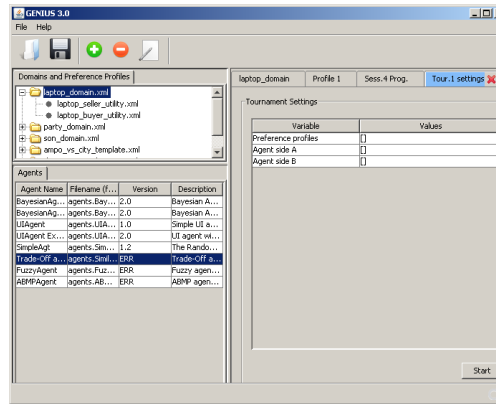 GENIUS 3.0
File Help
Domains and Preference Profiles
laptop_domain.xml
laptop_seller_utility.xml
laptop_buyer_utility.xml
party_domain.xml
son_domain.xml
ampo_vs_city_template.xml
Agents
Agent Name Filename (f... Version Description
BayesianAg... agents.Bay... 2.0 Bayesian A...
BayesianAg... agents.Bay... 2.0 Bayesian A...
UIAgent agents.UIA... 1.0 Simple UI a...
UIAgent Ex... agents.UIA... 2.0 UI agent wi...
SimpleAgt agents.Sim... 1.2 The Rando...
Trade-Off a... agents.Simil... ERR Trade-Off a...
FuzzyAgent agents.Fuz... ERR Fuzzy agen...
ABMPAgent agents.AB... ERR ABMP agen...
laptop_domain Profile 1 Sess.4 Prog. Tour.1 settings
Tournament Settings
Variable Values
Preference profiles []
Agent side A []
Agent side B []
Start